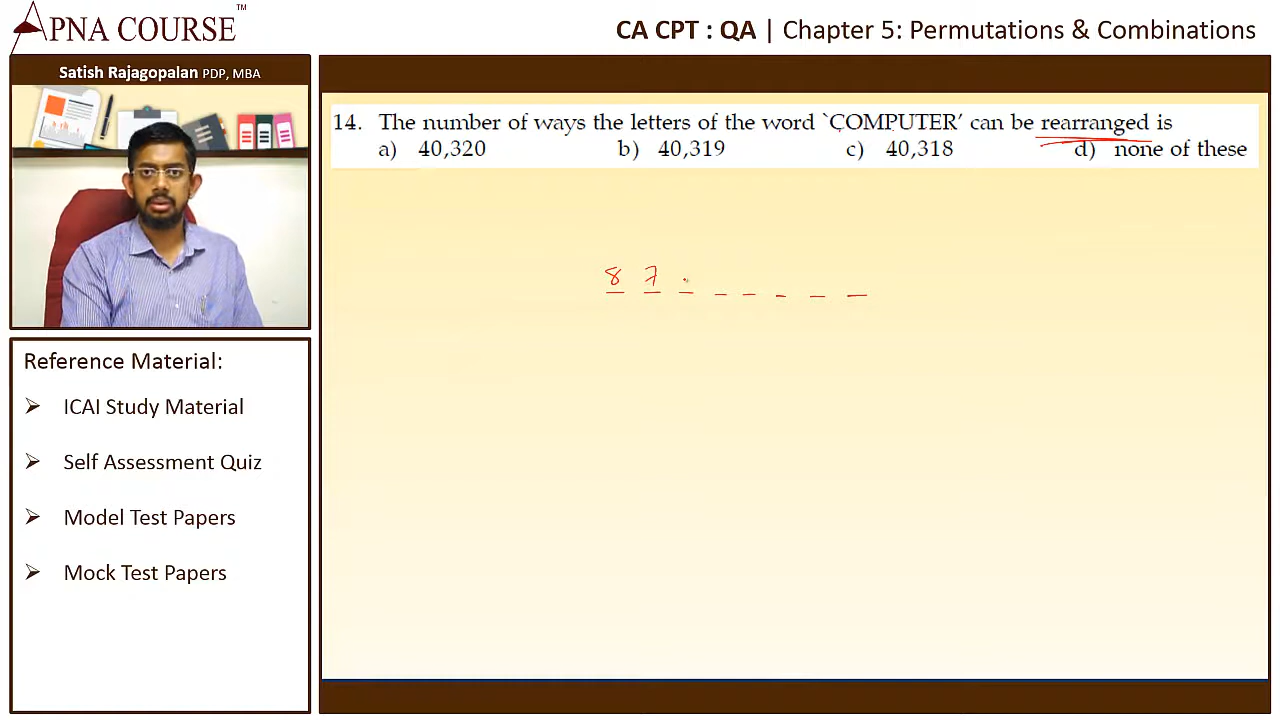 APNA COURSE™
CA CPT : QA | Chapter 5: Permutations & Combinations
Satish Rajagopalan PDP, MBA
14. The number of ways the letters of the word `COMPUTER' can be rearranged is
a) 40,320 b) 40,319 c) 40,318 d) none of these
8 7
Reference Material:
ICAI Study Material
Self Assessment Quiz
Model Test Papers
Mock Test Papers